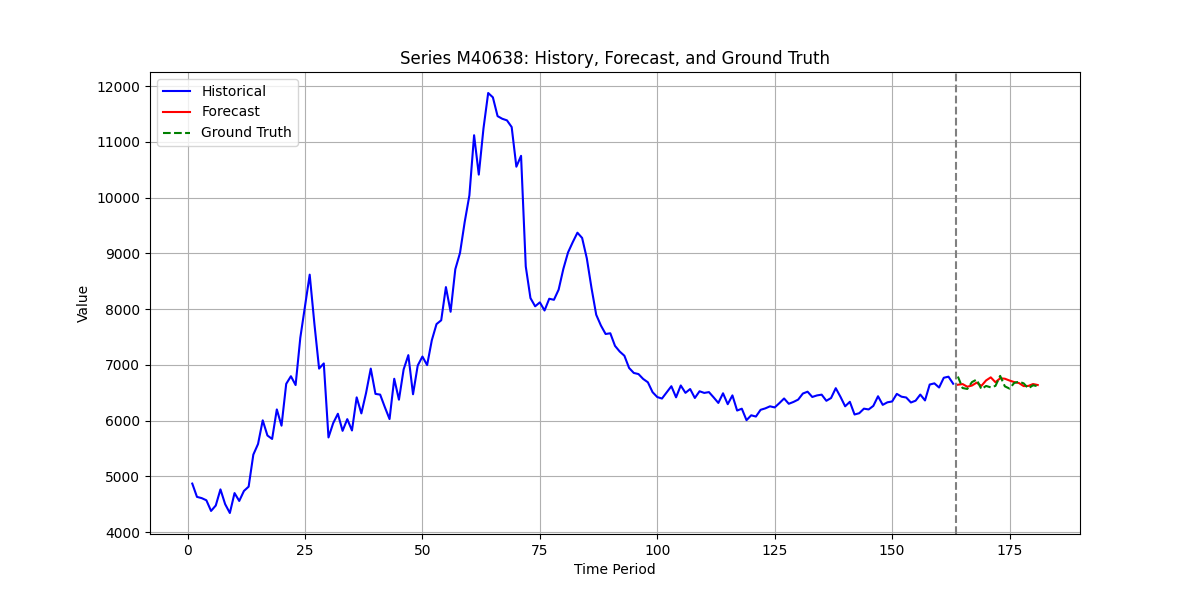 Series M40638: History, Forecast, and Ground Truth
Historical
Forecast
Ground Truth
12000
11000
10000
9000
8000
7000
6000
5000
4000
Value
0 25 50 75 100 125 150 175
Time Period